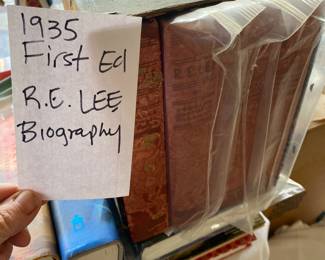 1935
First Ed
R.E. LEE
Biography